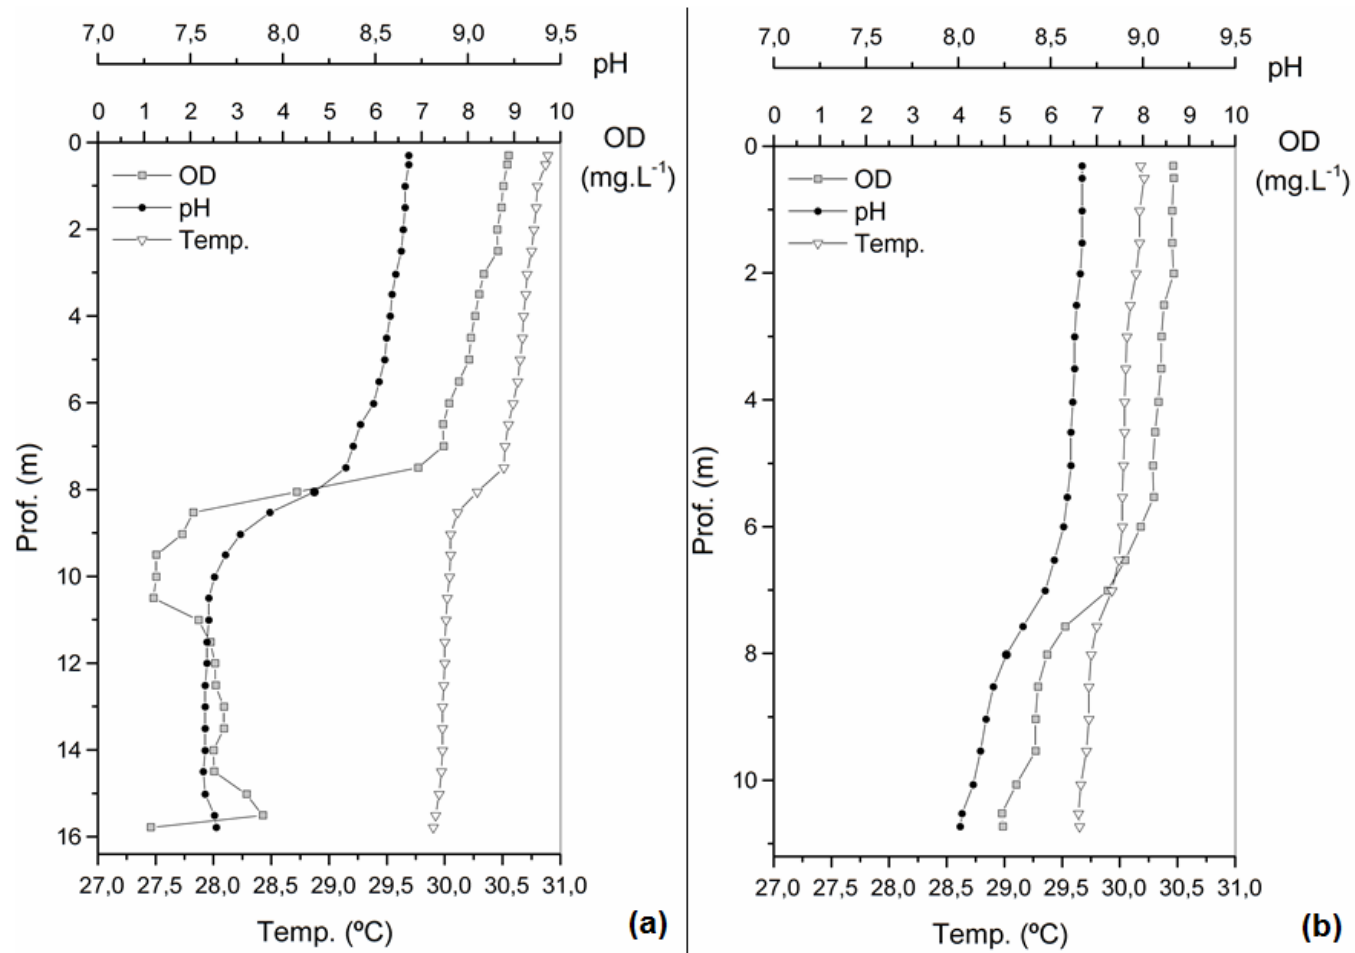 7,0 7,5 8,0 8,5 9,0 9,5
pH
0 1 2 3 4 5 6 7 8 9 10
OD
(mg.L-1)
OD
pH
Temp.
0
2
4
6
8
10
12
14
16
Prof. (m)
27,0 27,5 28,0 28,5 29,0 29,5 30,0 30,5 31,0
Temp. (ºC)
(a)
7,0 7,5 8,0 8,5 9,0 9,5
pH
0 1 2 3 4 5 6 7 8 9 10
OD
(mg.L-1)
OD
pH
Temp.
0
2
4
6
8
10
Prof. (m)
27,0 27,5 28,0 28,5 29,0 29,5 30,0 30,5 31,0
Temp. (ºC)
(b)